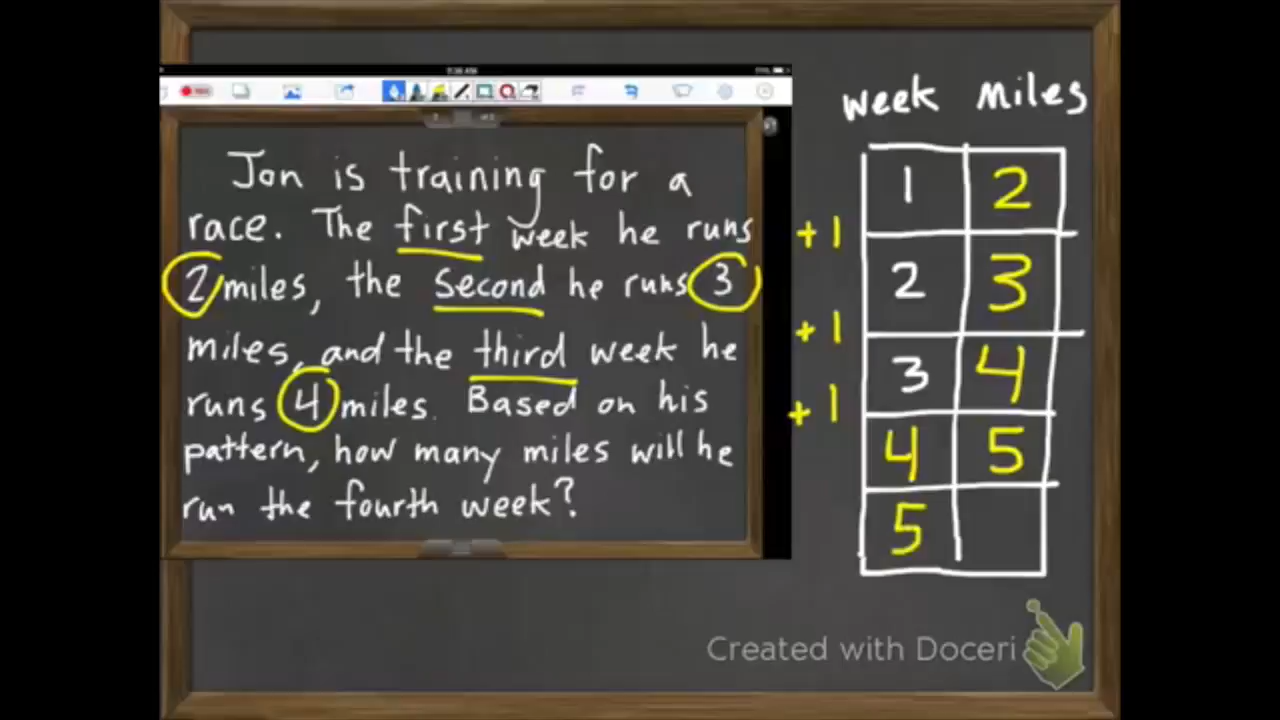 Jon is training for a
race. The first week he runs
2 miles, the second he runs 3
miles, and the third week he
runs 4 miles. Based on his
pattern, how many miles will he
run the fourth week?
week miles
1 2
+1
2 3
+1
3 4
+1
4 5
5
Created with Doceri